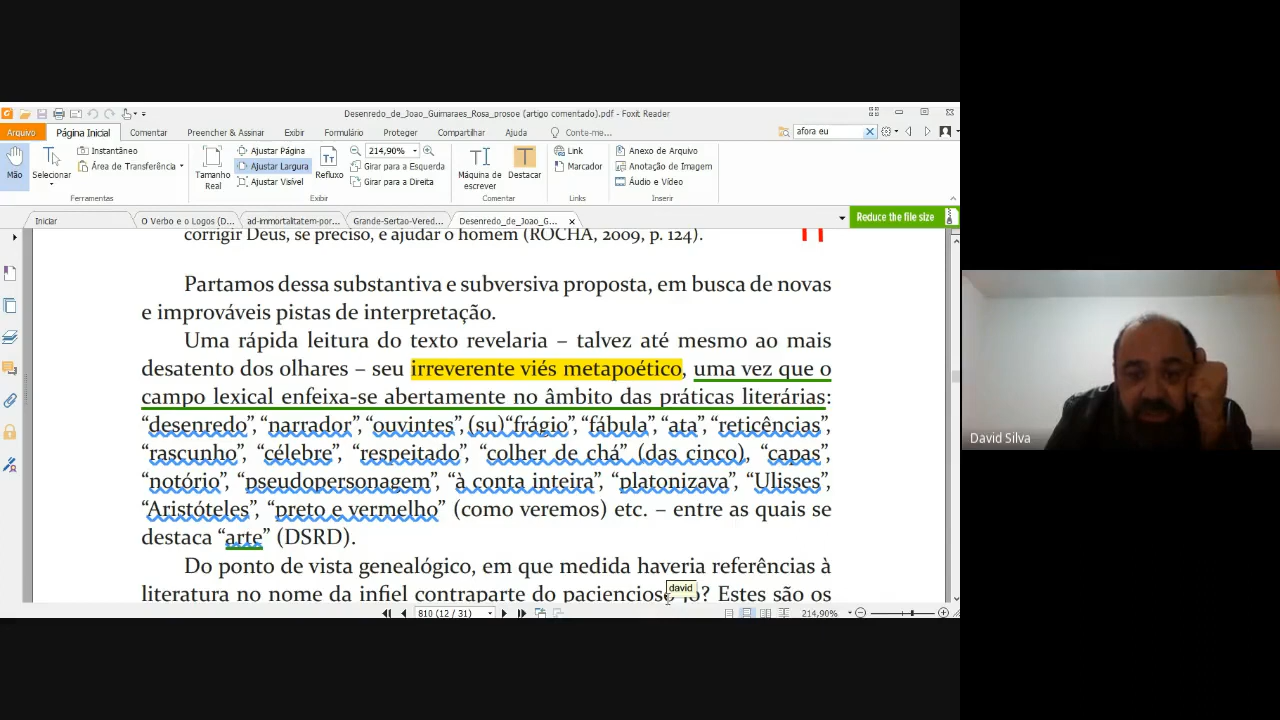 Desenredo_de_Joao_Guimaraes_Rosa_prosoe (artigo comentado).pdf - Foxit Reader
Arquivo Página Inicial Comentar Preencher & Assinar Exibir Formulário Proteger Compartilhar Ajuda Conte-me... afora eu
Mão
Selecionar
Instantâneo
Área de Transferência
Ferramentas
Tamanho Real
Ajustar Página
Ajustar Largura
Ajustar Visível
Refluxo
214,90%
Girar para a Esquerda
Girar para a Direita
Exibir
Máquina de escrever
Destacar
Comentar
Link
Marcador
Links
Anexo de Arquivo
Anotação de Imagem
Áudio e Vídeo
Inserir
Iniciar O Verbo e o Logos (D... ad-immortalitatem-por... Grande-Sertao-Vered... Desenredo_de_Joao_G... Reduce the file size
corrigir Deus, se preciso, e ajudar o homem (ROCHA, 2009, p. 124).
Partamos dessa substantiva e subversiva proposta, em busca de novas
e improváveis pistas de interpretação.
Uma rápida leitura do texto revelaria – talvez até mesmo ao mais
desatento dos olhares – seu irreverente viés metapoético, uma vez que o
campo lexical enfeixa-se abertamente no âmbito das práticas literárias:
“desenredo”, “narrador”, “ouvintes”, (su)“frágio”, “fábula”, “ata”, “reticências”,
“rascunho”, “célebre”, “respeitado”, “colher de chá” (das cinco), “capas”,
“notório”, “pseudopersonagem”, “à conta inteira”, “platonizava”, “Ulisses”,
“Aristóteles”, “preto e vermelho” (como veremos) etc. – entre as quais se
destaca “arte” (DSRD).
Do ponto de vista genealógico, em que medida haveria referências à
literatura no nome da infiel contraparte do paciencioso Jó? Estes são os
david
810 (12 / 31)
214,90%
David Silva